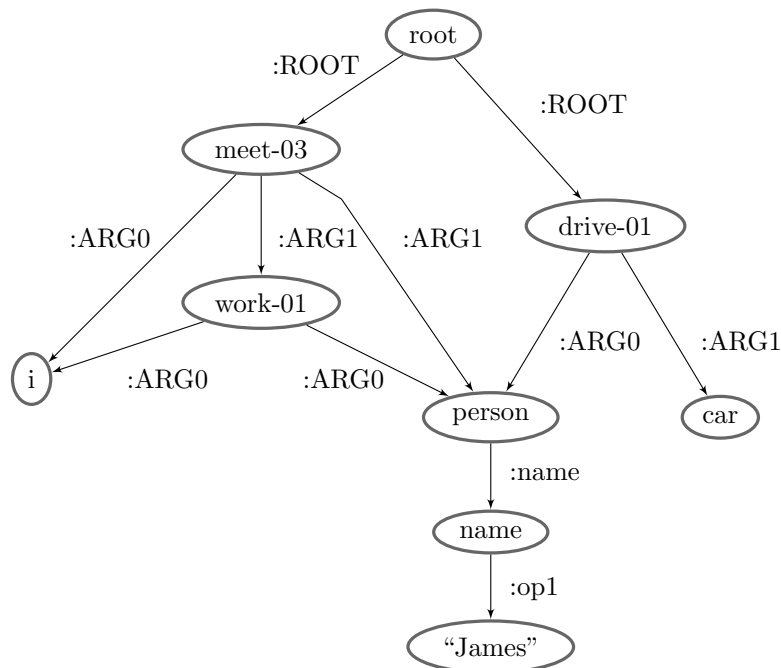 root
:ROOT
:ROOT
meet-03
drive-01
:ARG0
:ARG1
:ARG1
work-01
:ARG0
:ARG1
i
:ARG0
:ARG0
person
car
:name
name
:op1
“James”